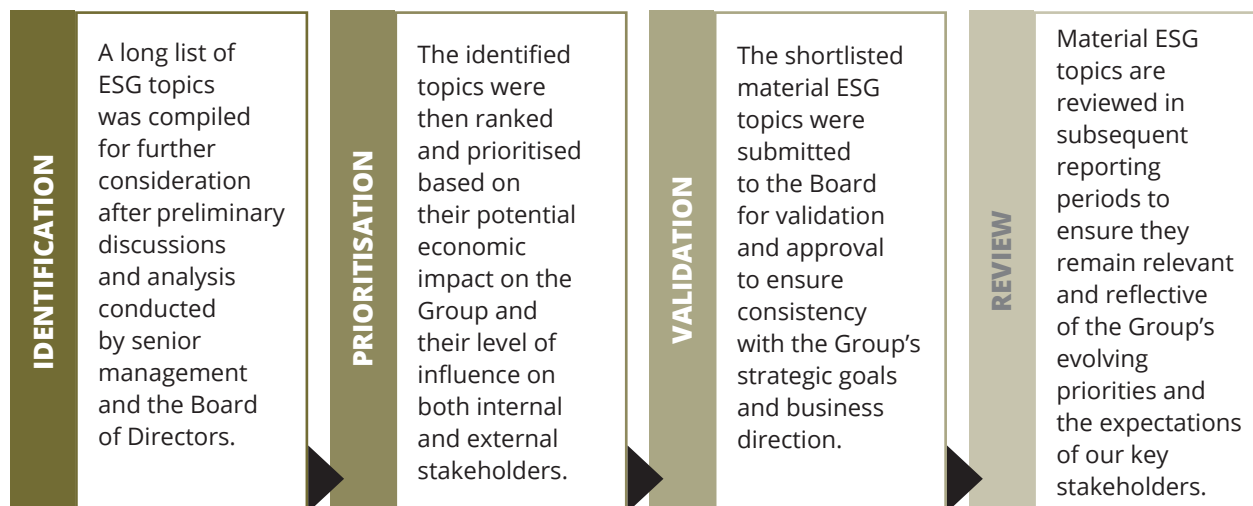 IDENTIFICATION
A long list of
ESG topics
was compiled
for further
consideration
after preliminary
discussions
and analysis
conducted
by senior
management
and the Board
of Directors.
PRIORITISATION
The identified
topics were
then ranked
and prioritised
based on
their potential
economic
impact on the
Group and
their level of
influence on
both internal
and external
stakeholders.
VALIDATION
The shortlisted
material ESG
topics were
submitted
to the Board
for validation
and approval
to ensure
consistency
with the Group’s
strategic goals
and business
direction.
REVIEW
Material ESG
topics are
reviewed in
subsequent
reporting
periods to
ensure they
remain relevant
and reflective
of the Group’s
evolving
priorities and
the expectations
of our key
stakeholders.